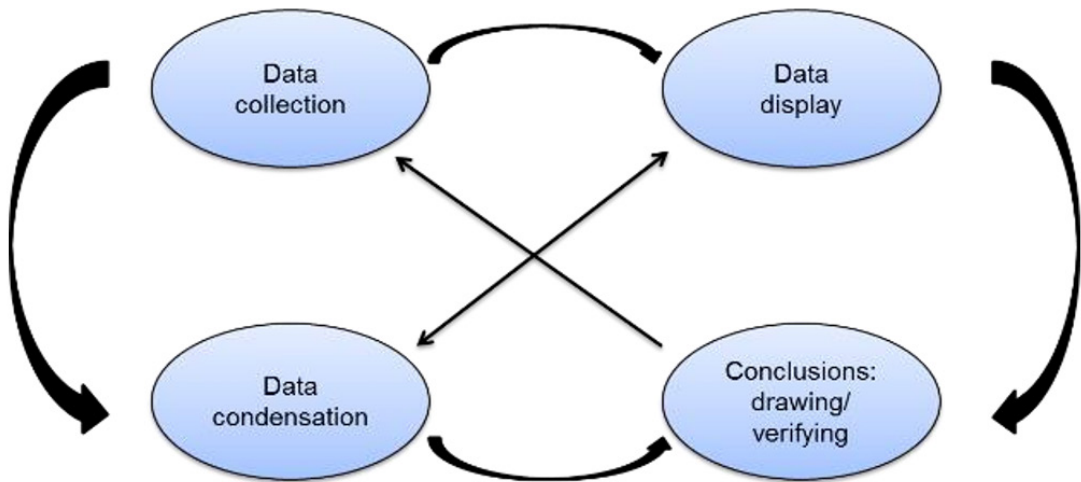 Data
collection
Data
display
Data
condensation
Conclusions:
drawing/
verifying